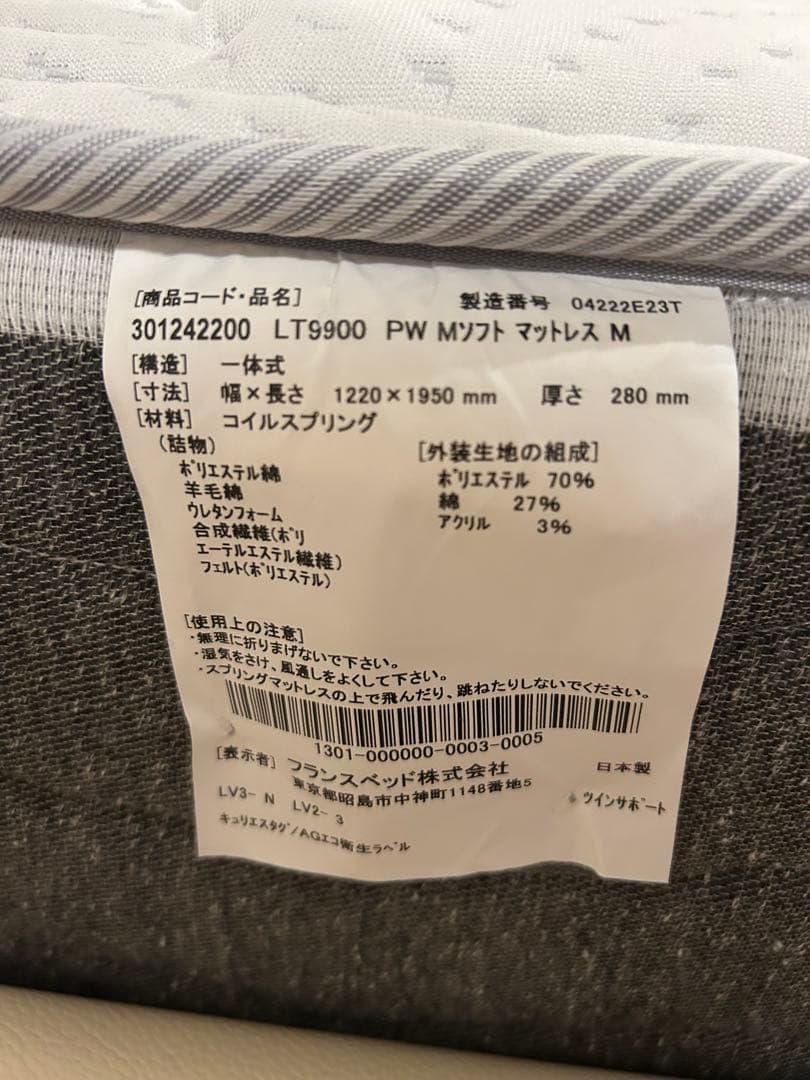 [商品コード・品名] 製造番号 04222E23T
301242200 LT9900 PW Mソフト マットレス M
[構造] 一体式
[寸法] 幅×長さ 1220×1950 mm 厚さ 280 mm
[材料] コイルスプリング
(詰物)
ポリエステル綿
羊毛綿
ウレタンフォーム
合成繊維(ポリ
エーテルエステル繊維)
フェルト(ポリエステル)
[外装生地の組成]
ポリエステル 70%
綿 27%
アクリル 3%
[使用上の注意]
・無理に折りまげないで下さい。
・湿気をさけ、風通しをよくして下さい。
・スプリングマットレスの上で飛んだり、跳ねたりしないでください。
1301-000000-0003-0005
[表示者] フランスベッド株式会社 日本製
東京都昭島市中神町1148番地5
LV3- N LV2- 3 ツインサポート
キュリエスタグ/AGエコ衛生ラベル